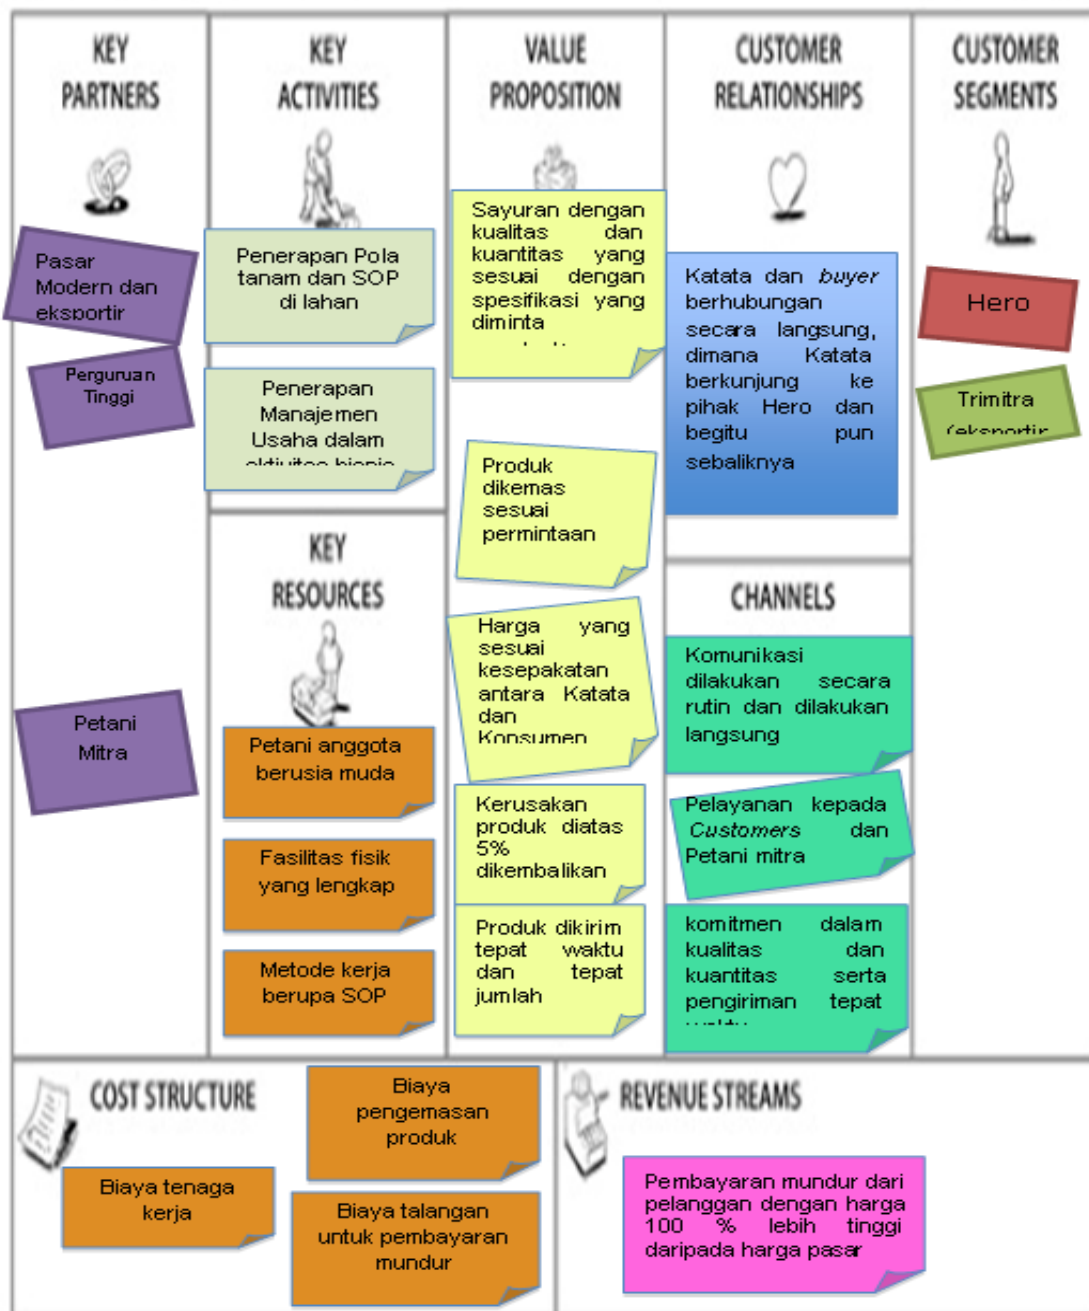 KEY
PARTNERS
Pasar
Modern dan
eksportir
Perguruan
Tinggi
Petani
Mitra
KEY
ACTIVITIES
Penerapan Pola
tanam dan SOP
di lahan
Penerapan
Manajemen
Usaha dalam
aktivitas bisnis
KEY
RESOURCES
Petani anggota
berusia muda
Fasilitas fisik
yang lengkap
Metode kerja
berupa SOP
VALUE
PROPOSITION
Sayuran dengan
kualitas dan
kuantitas yang
sesuai dengan
spesifikasi yang
diminta
Produk
dikemas
sesuai
permintaan
Harga yang
sesuai
kesepakatan
antara Katata
dan
Konsumen
Kerusakan
produk diatas
5%
dikembalikan
Produk dikirim
tepat waktu
dan tepat
jumlah
CUSTOMER
RELATIONSHIPS
Katata dan buyer
berhubungan
secara langsung,
dimana Katata
berkunjung ke
pihak Hero dan
begitu pun
sebaliknya
CHANNELS
Komunikasi
dilakukan secara
rutin dan dilakukan
langsung
Pelayanan kepada
Customers dan
Petani mitra
komitmen dalam
kualitas dan
kuantitas serta
pengiriman tepat
waktu
CUSTOMER
SEGMENTS
Hero
Trimitra
(eksportir
COST STRUCTURE
Biaya tenaga
kerja
Biaya
pengemasan
produk
Biaya talangan
untuk pembayaran
mundur
REVENUE STREAMS
Pembayaran mundur dari
pelanggan dengan harga
100 % lebih tinggi
daripada harga pasar